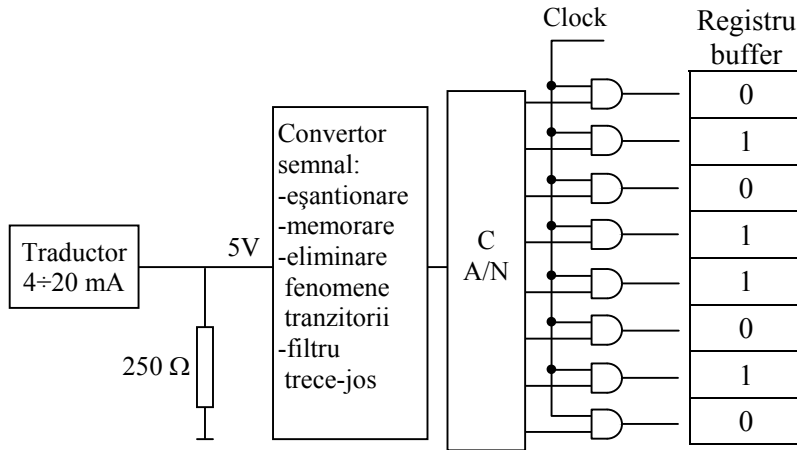 Clock
Registru
buffer
Convertor
semnal:
-eşantionare
-memorare
-eliminare
fenomene
tranzitorii
-filtru
trece-jos
Traductor
4÷20 mA
5V
250 Ω
C
A/N
0
1
0
1
1
0
1
0